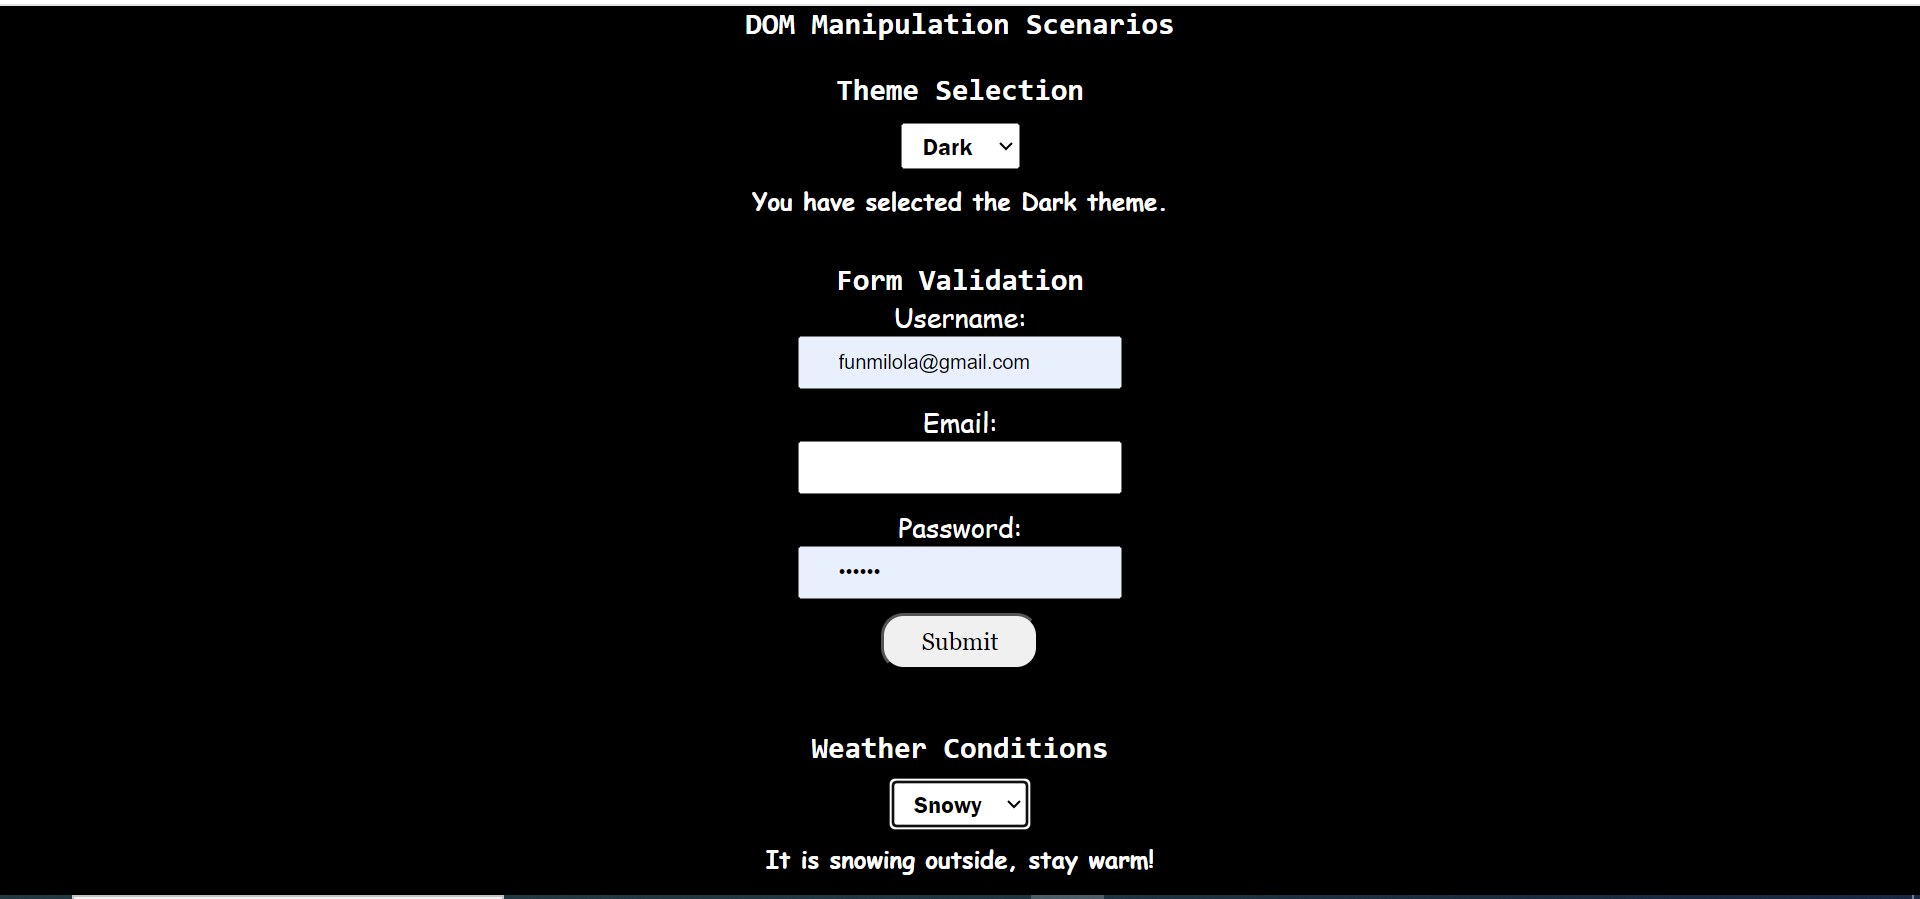 DOM Manipulation Scenarios
Theme Selection
Dark
You have selected the Dark theme.
Form Validation
Username:
funmilola@gmail.com
Email:
Password:
••••••
Submit
Weather Conditions
Snowy
It is snowing outside, stay warm!